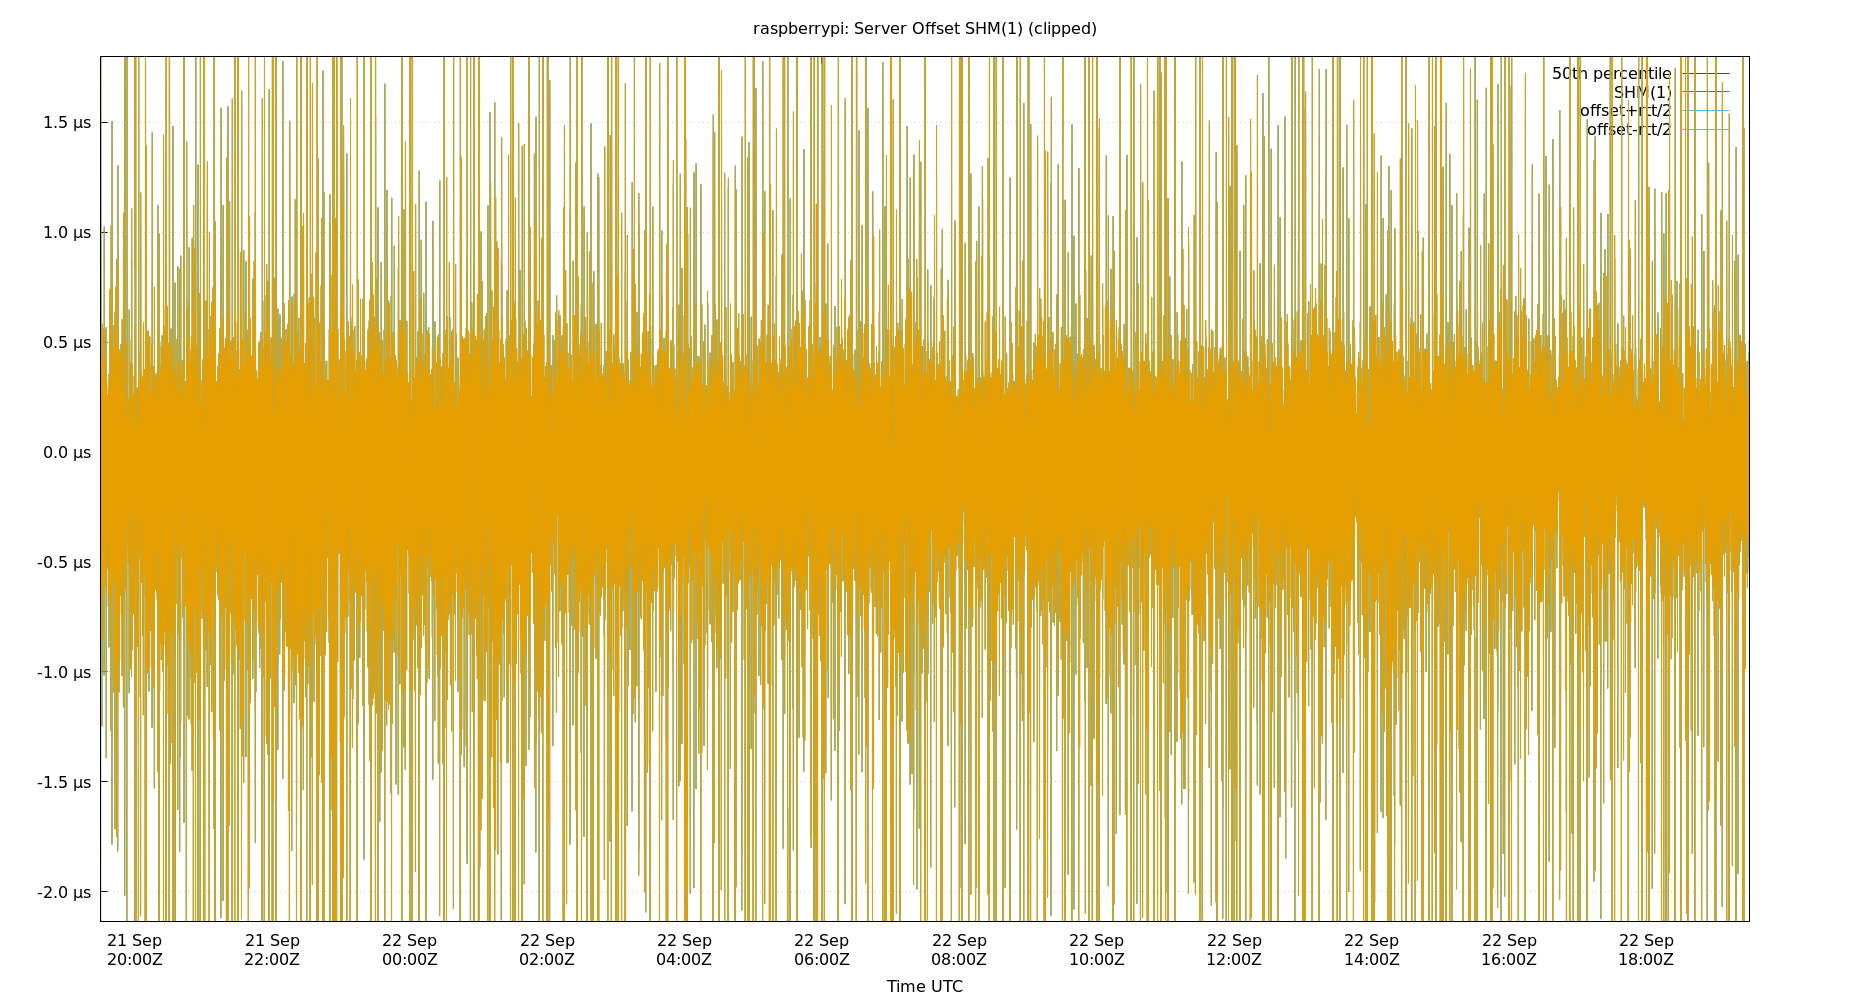 raspberrypi: Server Offset SHM(1) (clipped)
50th percentile
SHM(1)
offset+rtt/2
offset-rtt/2
1.5 µs
1.0 µs
0.5 µs
0.0 µs
-0.5 µs
-1.0 µs
-1.5 µs
-2.0 µs
21 Sep 21 Sep 22 Sep 22 Sep 22 Sep 22 Sep 22 Sep 22 Sep 22 Sep 22 Sep 22 Sep 22 Sep
20:00Z 22:00Z 00:00Z 02:00Z 04:00Z 06:00Z 08:00Z 10:00Z 12:00Z 14:00Z 16:00Z 18:00Z
Time UTC